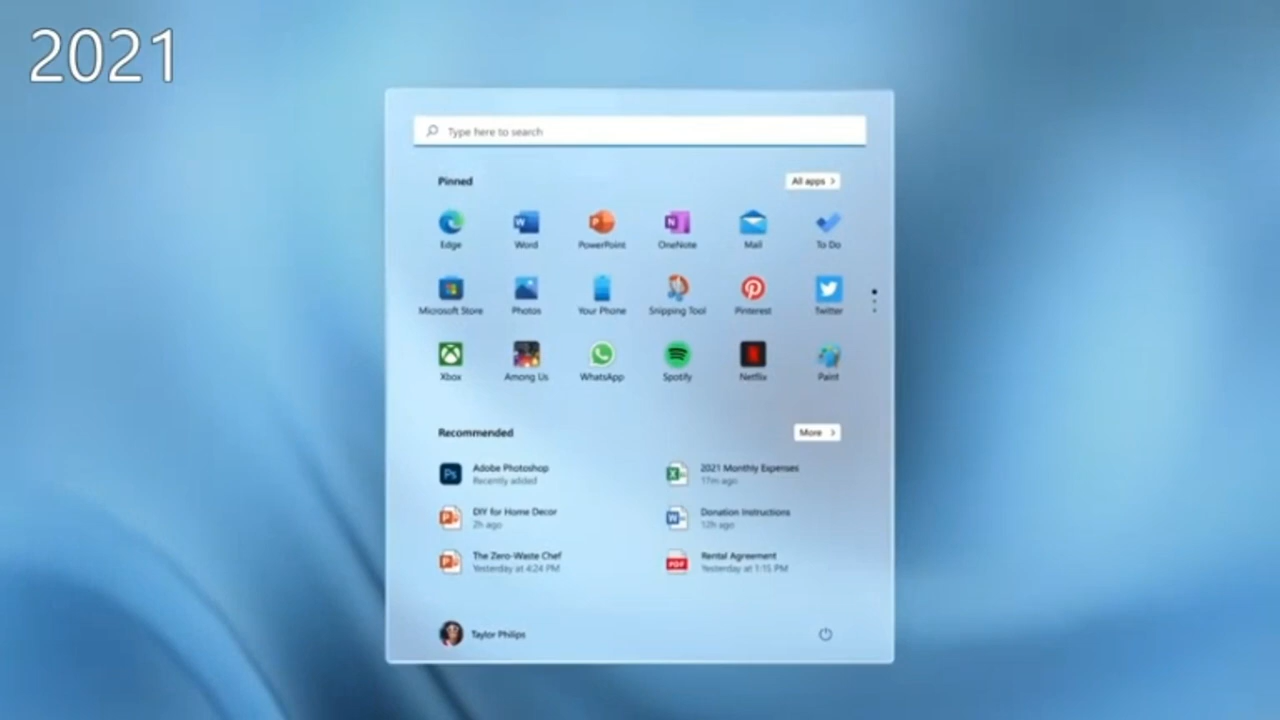 2021
Type here to search
Pinned
All apps
Edge
Word
PowerPoint
OneNote
Mail
To Do
Microsoft Store
Photos
Your Phone
Snipping Tool
Pinterest
Twitter
Xbox
Among Us
WhatsApp
Spotify
Netflix
Paint
Recommended
More
Ps
Adobe Photoshop
Recently added
2021 Monthly Expenses
17m ago
DIY for Home Decor
2h ago
Donation Instructions
12h ago
The Zero-Waste Chef
Yesterday at 4:24 PM
PDF
Rental Agreement
Yesterday at 1:15 PM
Taylor Philips